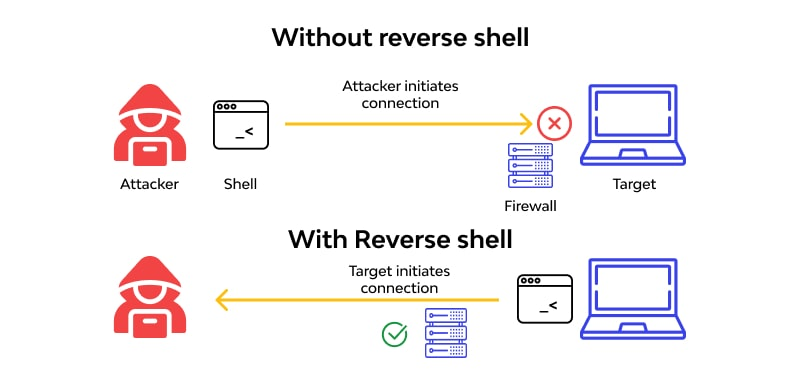 Without reverse shell
Attacker initiates
connection
_<
Attacker
Shell
Firewall
Target
With Reverse shell
Target initiates
connection
_<